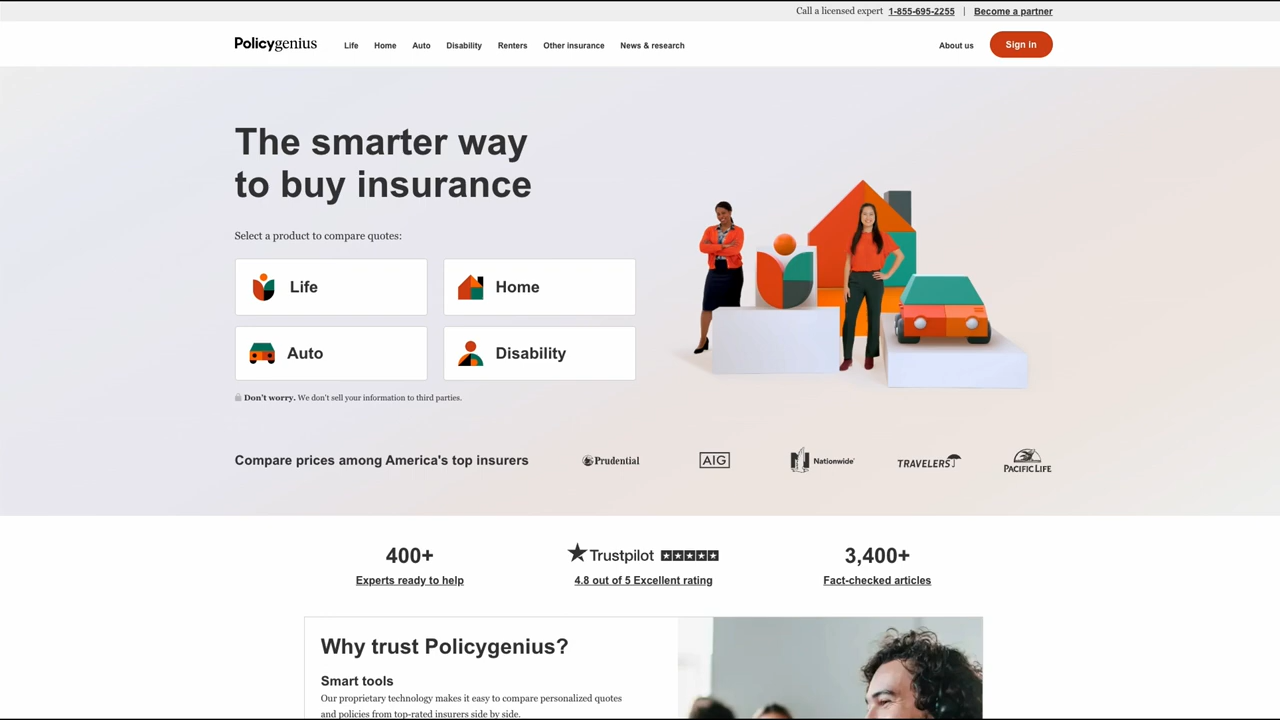 Call a licensed expert 1-855-695-2255 | Become a partner
Policygenius Life Home Auto Disability Renters Other insurance News & research About us Sign in
The smarter way
to buy insurance
Select a product to compare quotes:
Life Home
Auto Disability
Don't worry. We don't sell your information to third parties.
Compare prices among America's top insurers Prudential AIG Nationwide TRAVELERS PACIFIC LIFE
400+ Trustpilot 3,400+
Experts ready to help 4.8 out of 5 Excellent rating Fact-checked articles
Why trust Policygenius?
Smart tools
Our proprietary technology makes it easy to compare personalized quotes
and policies from top-rated insurers side by side.